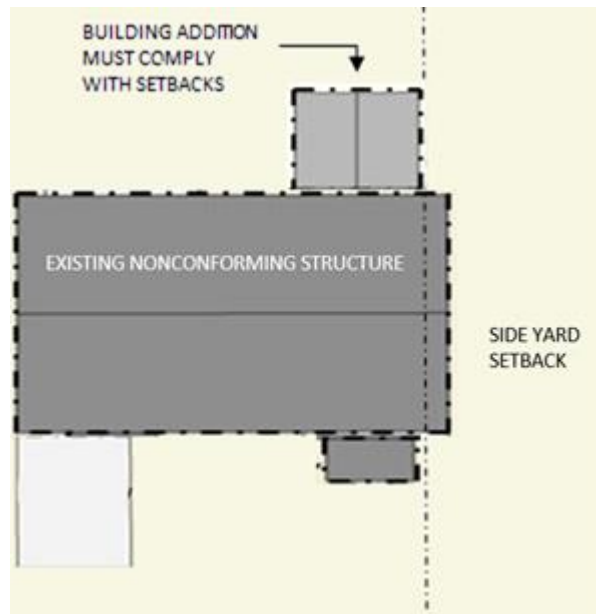 BUILDING ADDITION
MUST COMPLY
WITH SETBACKS
EXISTING NONCONFORMING STRUCTURE
SIDE YARD
SETBACK